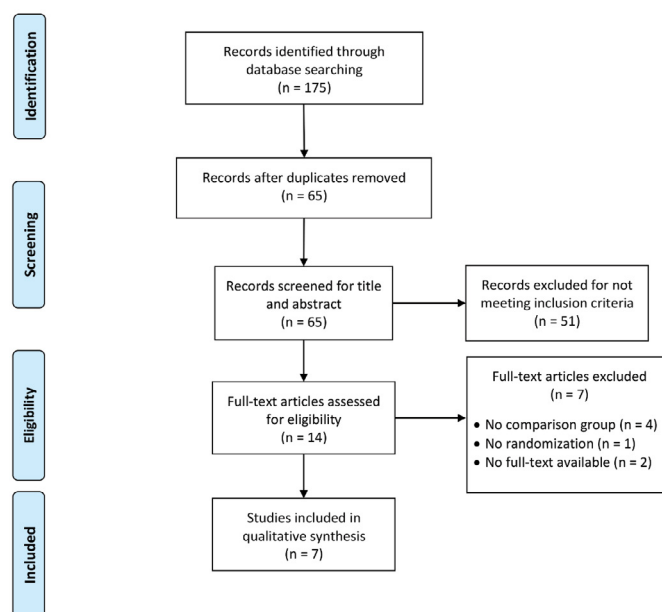 Identification
Records identified through
database searching
(n = 175)
Records after duplicates removed
(n = 65)
Screening
Records screened for title
and abstract
(n = 65)
Records excluded for not
meeting inclusion criteria
(n = 51)
Eligibility
Full-text articles assessed
for eligibility
(n = 14)
Full-text articles excluded
(n = 7)
• No comparison group (n = 4)
• No randomization (n = 1)
• No full-text available (n = 2)
Included
Studies included in
qualitative synthesis
(n = 7)